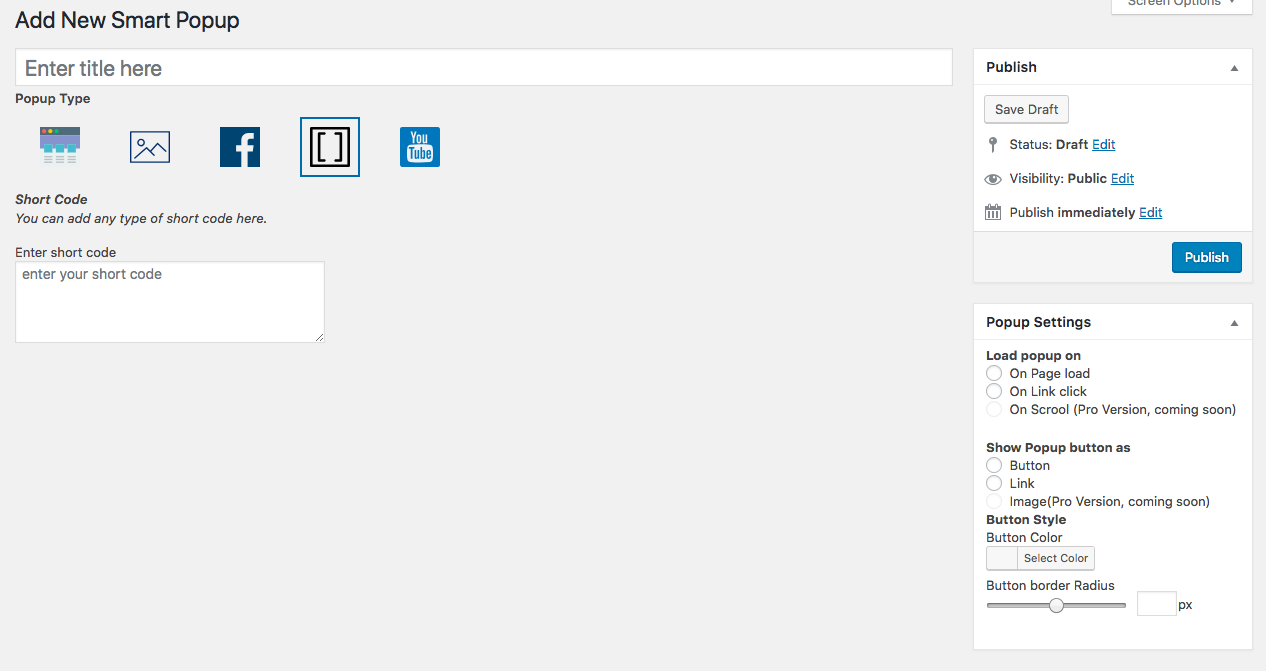 Screen Options
Add New Smart Popup
Enter title here
Popup Type
[ ]
You
Tube
Short Code
You can add any type of short code here.
Enter short code
enter your short code
Publish
Save Draft
Status: Draft Edit
Visibility: Public Edit
Publish immediately Edit
Publish
Popup Settings
Load popup on
On Page load
On Link click
On Scrool (Pro Version, coming soon)
Show Popup button as
Button
Link
Image(Pro Version, coming soon)
Button Style
Button Color
Select Color
Button border Radius
px